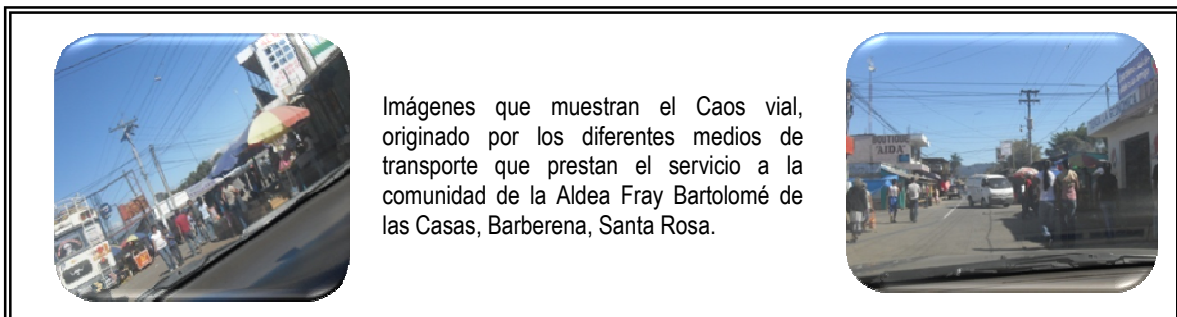 Imágenes que muestran el Caos vial,
originado por los diferentes medios de
transporte que prestan el servicio a la
comunidad de la Aldea Fray Bartolomé de
las Casas, Barberena, Santa Rosa.
BOUTIQUE
"AIDA"